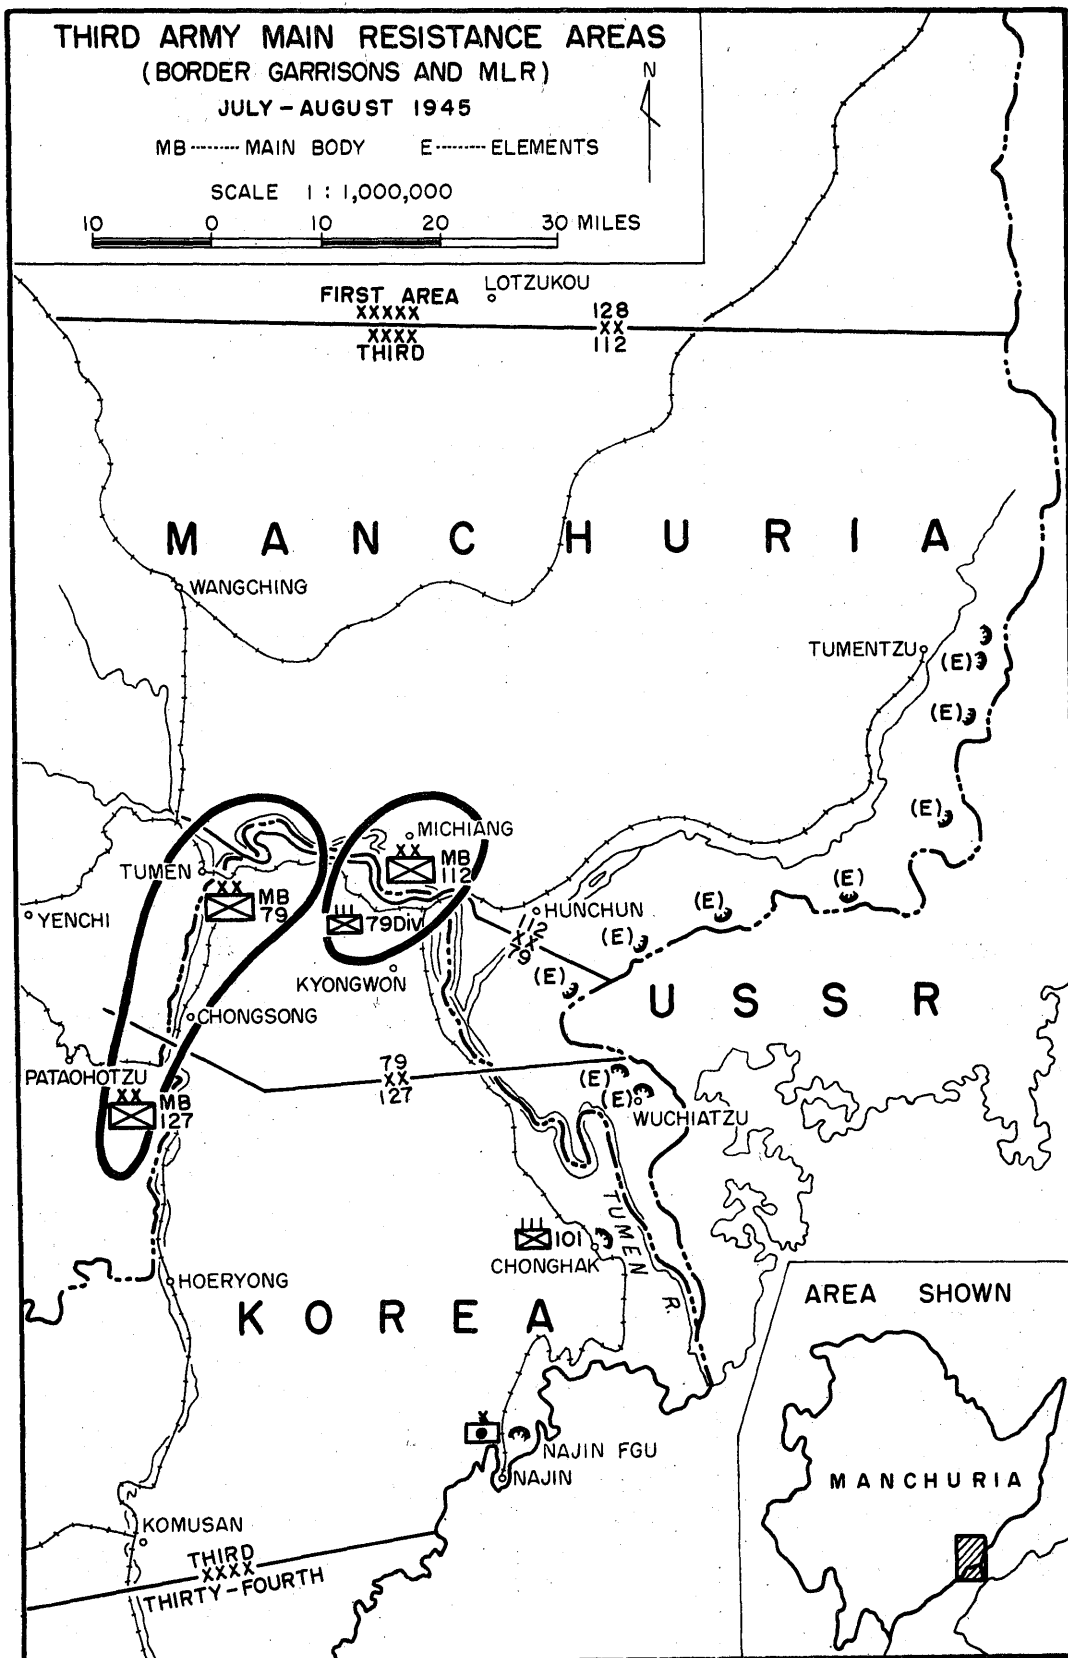 THIRD ARMY MAIN RESISTANCE AREAS
(BORDER GARRISONS AND MLR)
JULY – AUGUST 1945
MB -------- MAIN BODY E -------- ELEMENTS
SCALE 1 : 1,000,000
10 0 10 20 30 MILES
N
LOTZUKOU
FIRST AREA
XXXXX
XXXX
THIRD
128
XX
112
MANCHURIA
WANGCHING
TUMENTZU
(E)
(E)
(E)
MICHIANG
XX
MB
112
TUMEN
XX
MB
79
YENCHI
79 DIV
HUNCHUN
112
XX
79
(E)
(E)
(E)
(E)
KYONGWON
USSR
CHONGSONG
PATAOHOTZU
XX
MB
127
79
XX
127
(E)
(E)
WUCHIATZU
TUMEN R.
101
CHONGHAK
HOERYONG
KOREA
X
NAJIN FGU
NAJIN
KOMUSAN
THIRD
XXXX
THIRTY-FOURTH
AREA SHOWN
MANCHURIA